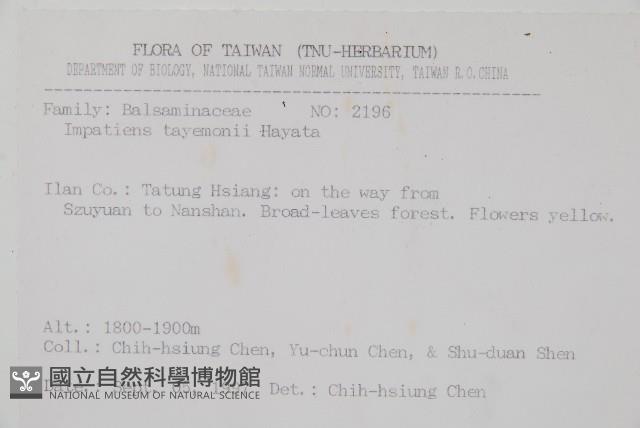 FLORA OF TAIWAN (TNU-HERBARIUM)
DEPARTMENT OF BIOLOGY, NATIONAL TAIWAN NORMAL UNIVERSITY, TAIWAN R.O.CHINA
Family: Balsaminaceae NO: 2196
Impatiens tayemonii Hayata
Ilan Co.: Tatung Hsiang: on the way from
Szuyuan to Nanshan. Broad-leaves forest. Flowers yellow.
Alt.: 1800-1900m
Coll.: Chih-hsiung Chen, Yu-chun Chen, & Shu-duan Shen
Det.: Chih-hsiung Chen
國立自然科學博物館
NATIONAL MUSEUM OF NATURAL SCIENCE